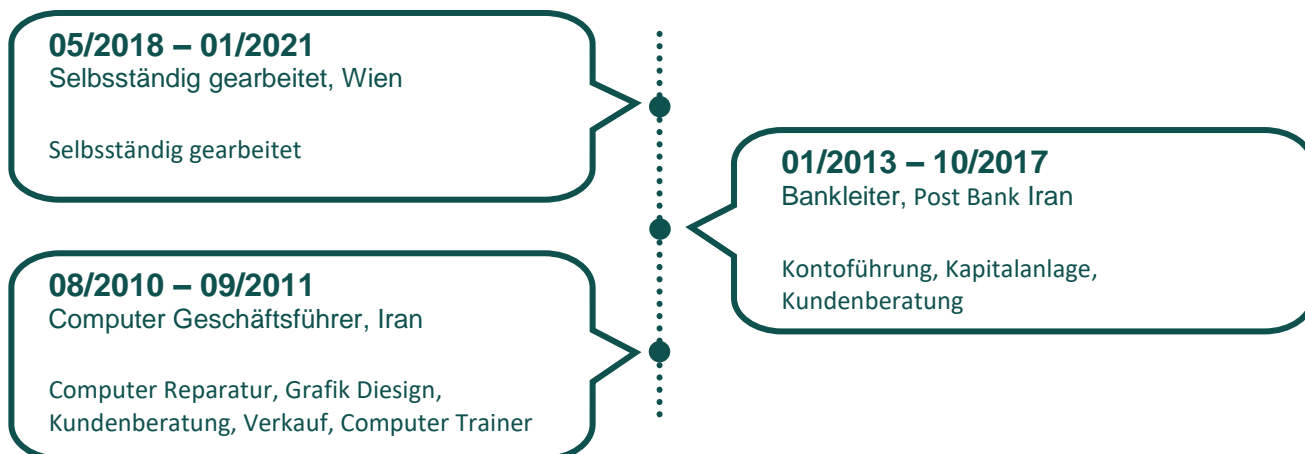 05/2018 – 01/2021
Selbsständig gearbeitet, Wien
Selbsständig gearbeitet
01/2013 – 10/2017
Bankleiter, Post Bank Iran
Kontoführung, Kapitalanlage,
Kundenberatung
08/2010 – 09/2011
Computer Geschäftsführer, Iran
Computer Reparatur, Grafik Diesign,
Kundenberatung, Verkauf, Computer Trainer